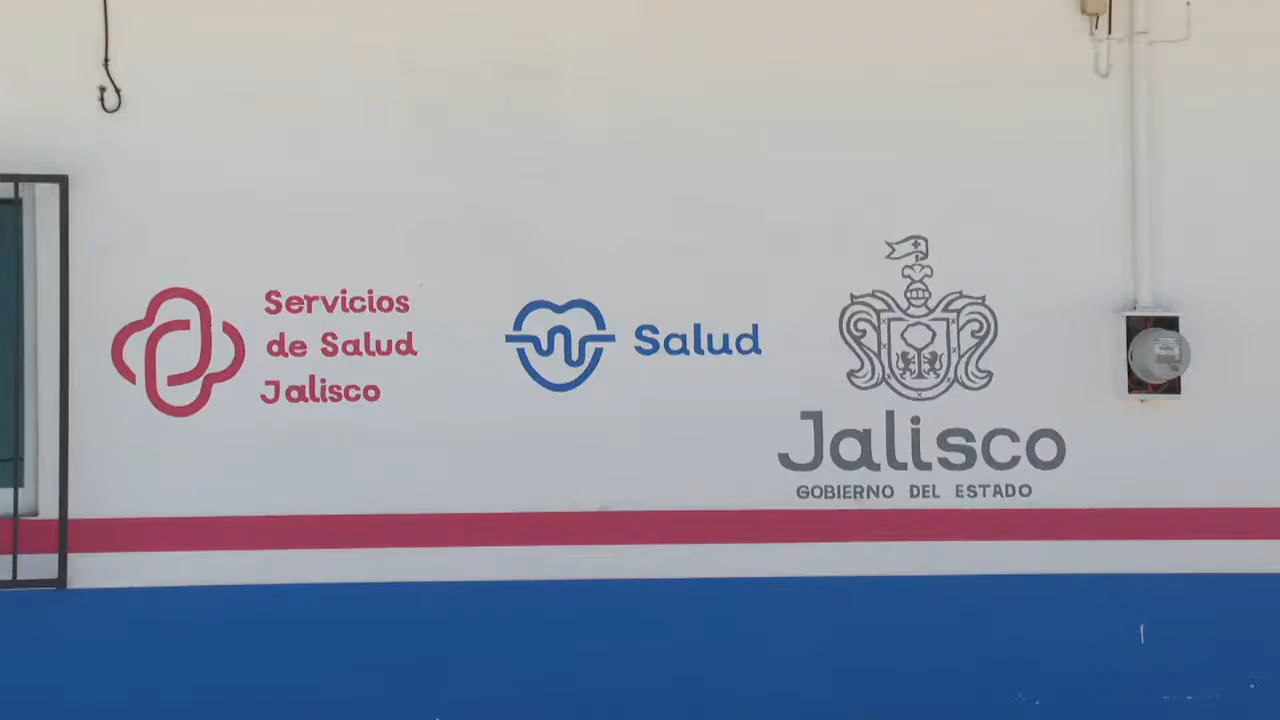 Servicios
de Salud
Jalisco
Salud
Jalisco
GOBIERNO DEL ESTADO